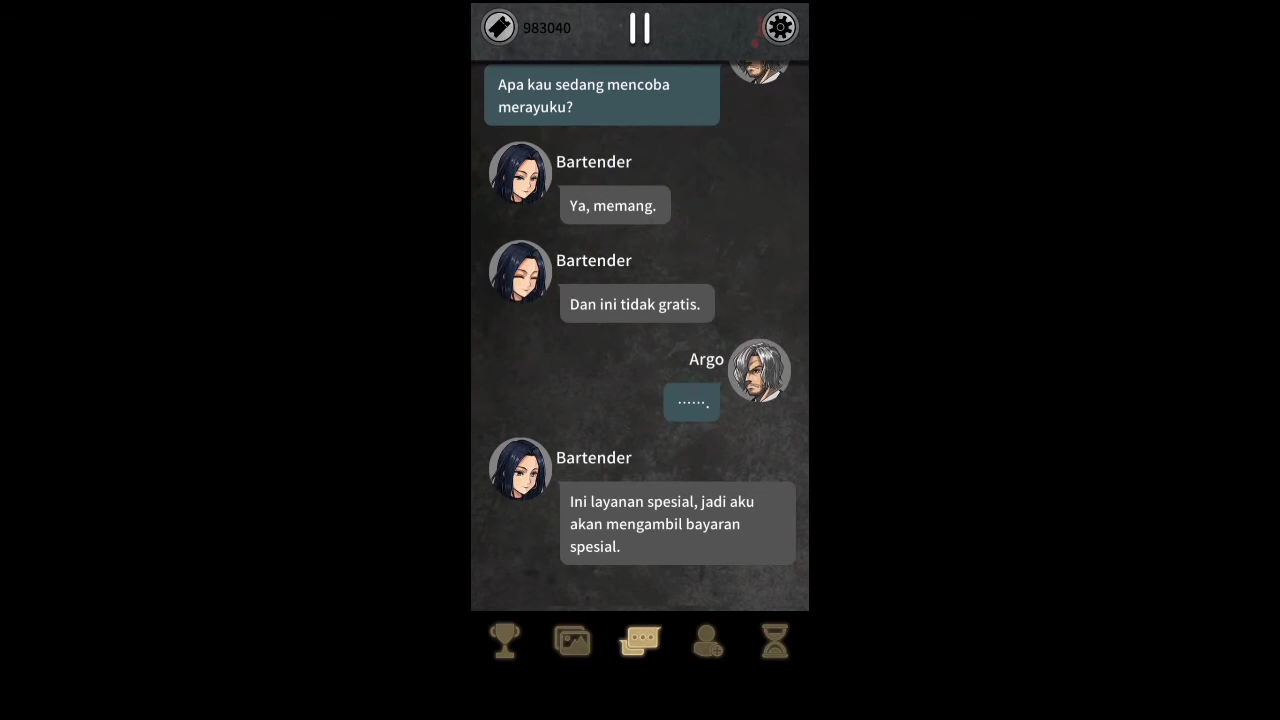 983040
Apa kau sedang mencoba
merayuku?
Bartender
Ya, memang.
Bartender
Dan ini tidak gratis.
Argo
…….
Bartender
Ini layanan spesial, jadi aku
akan mengambil bayaran
spesial.